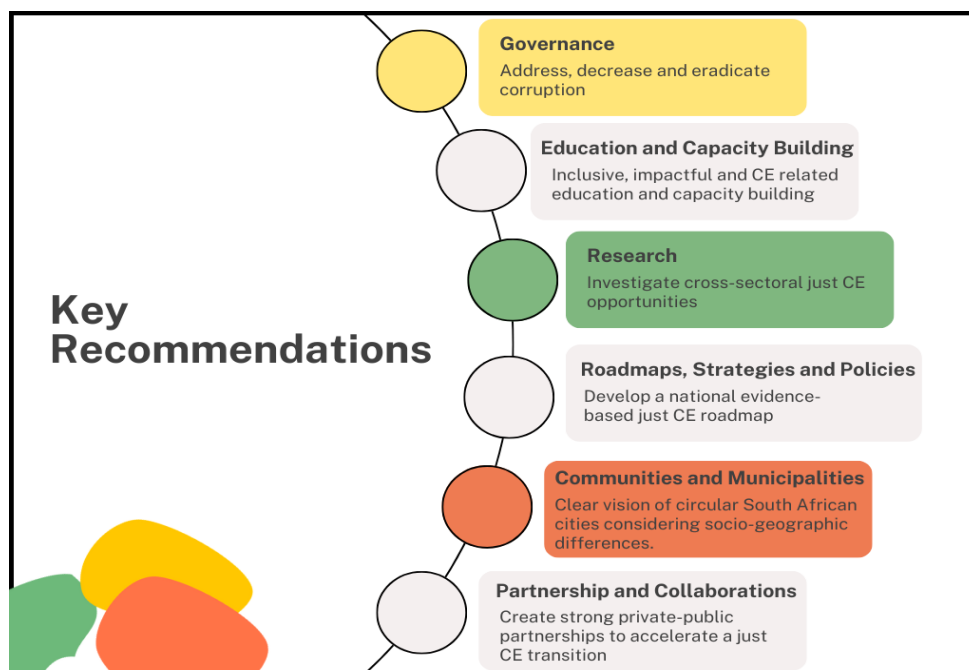 Key
Recommendations
Governance
Address, decrease and eradicate
corruption
Education and Capacity Building
Inclusive, impactful and CE related
education and capacity building
Research
Investigate cross-sectoral just CE
opportunities
Roadmaps, Strategies and Policies
Develop a national evidence-
based just CE roadmap
Communities and Municipalities
Clear vision of circular South African
cities considering socio-geographic
differences.
Partnership and Collaborations
Create strong private-public
partnerships to accelerate a just
CE transition